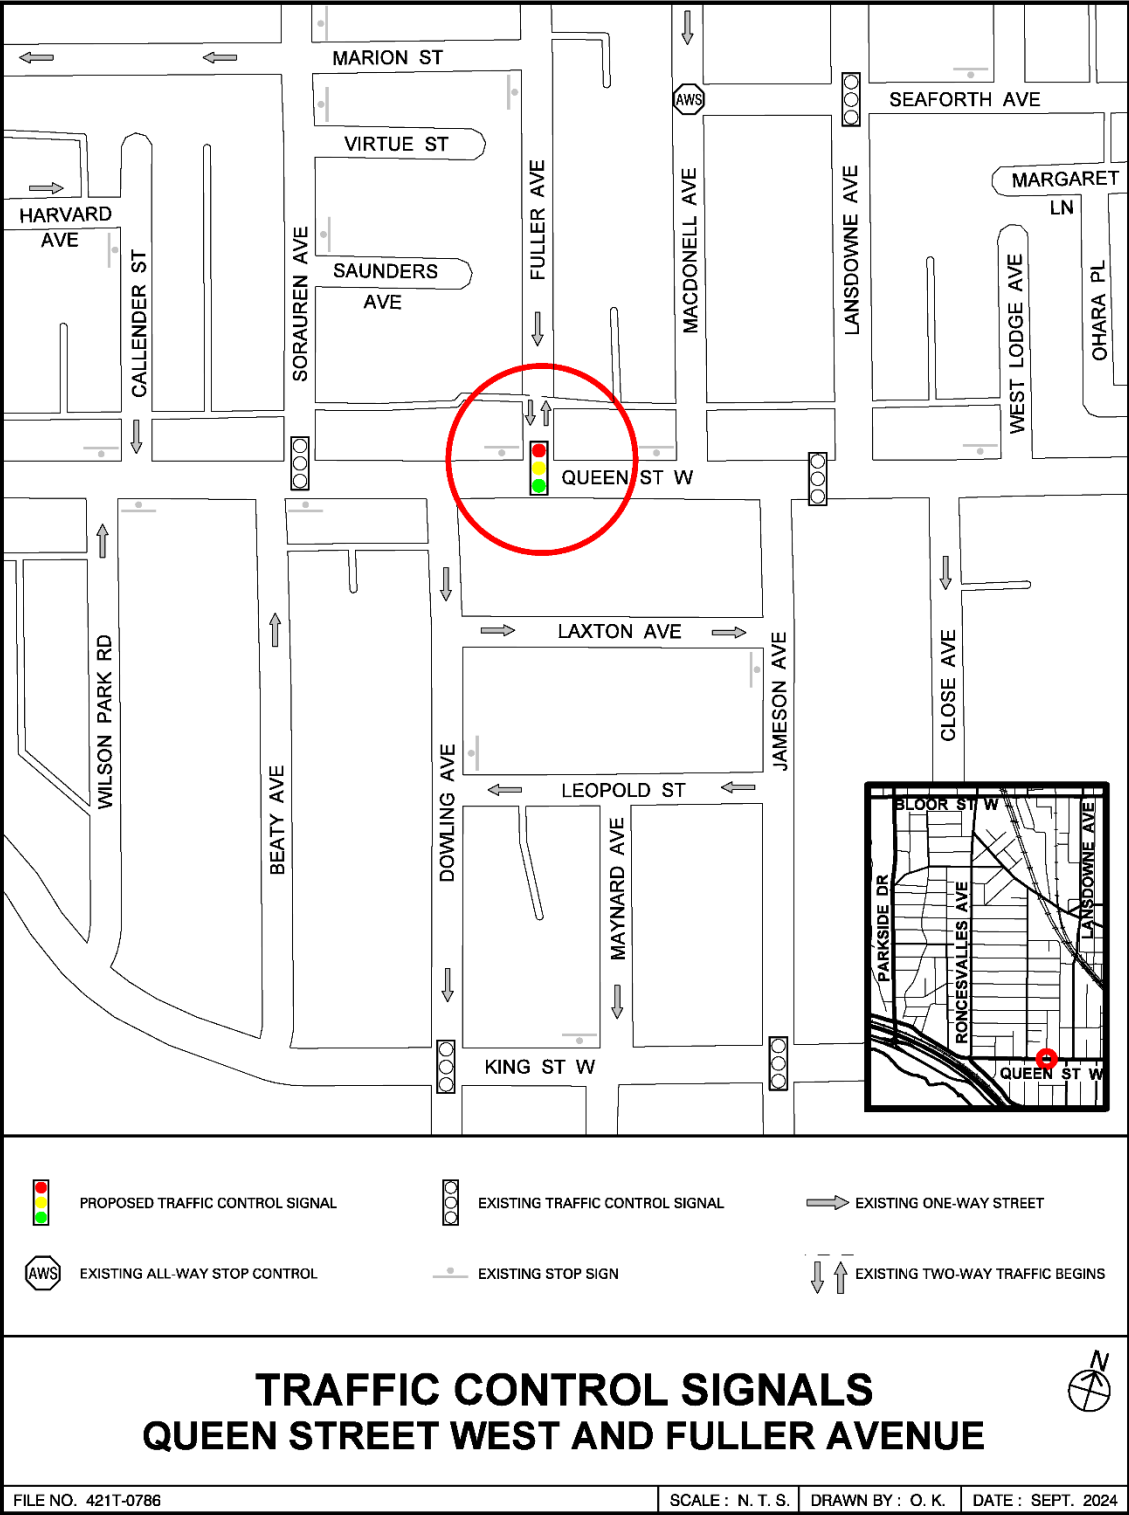 MARION ST
AWS
SEAFORTH AVE
VIRTUE ST
HARVARD
AVE
CALLENDER ST
SORAUREN AVE
SAUNDERS
AVE
FULLER AVE
MACDONELL AVE
LANSDOWNE AVE
MARGARET
LN
WEST LODGE AVE
OHARA PL
QUEEN ST W
WILSON PARK RD
BEATY AVE
DOWLING AVE
LAXTON AVE
JAMESON AVE
CLOSE AVE
LEOPOLD ST
MAYNARD AVE
KING ST W
BLOOR ST W
PARKSIDE DR
RONCESVALLES AVE
LANSDOWNE AVE
QUEEN ST W
PROPOSED TRAFFIC CONTROL SIGNAL
EXISTING TRAFFIC CONTROL SIGNAL
EXISTING ONE-WAY STREET
AWS
EXISTING ALL-WAY STOP CONTROL
EXISTING STOP SIGN
EXISTING TWO-WAY TRAFFIC BEGINS
TRAFFIC CONTROL SIGNALS
QUEEN STREET WEST AND FULLER AVENUE
N
FILE NO. 421T-0786
SCALE : N. T. S.
DRAWN BY : O. K.
DATE : SEPT. 2024